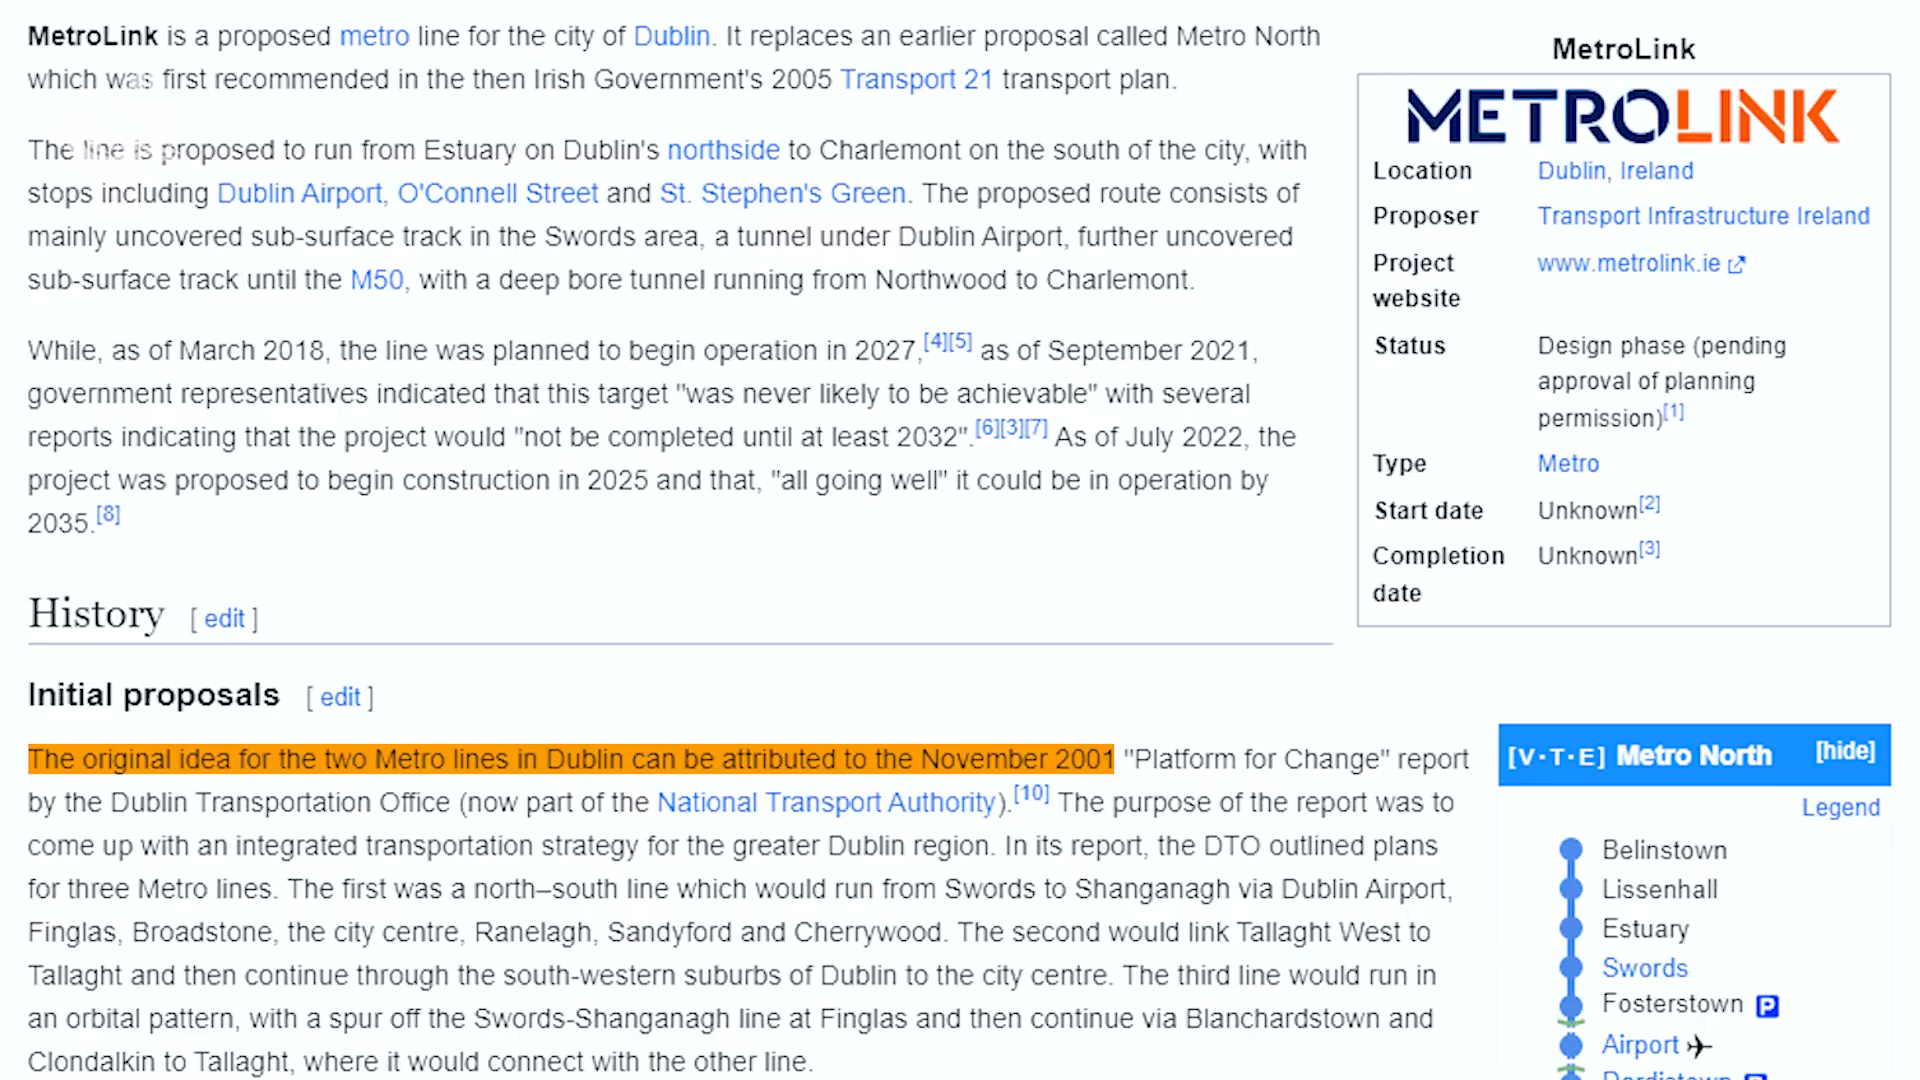 MetroLink is a proposed metro line for the city of Dublin. It replaces an earlier proposal called Metro North
which was first recommended in the then Irish Government's 2005 Transport 21 transport plan.
The line is proposed to run from Estuary on Dublin's northside to Charlemont on the south of the city, with
stops including Dublin Airport, O'Connell Street and St. Stephen's Green. The proposed route consists of
mainly uncovered sub-surface track in the Swords area, a tunnel under Dublin Airport, further uncovered
sub-surface track until the M50, with a deep bore tunnel running from Northwood to Charlemont.
While, as of March 2018, the line was planned to begin operation in 2027,[4][5] as of September 2021,
government representatives indicated that this target "was never likely to be achievable" with several
reports indicating that the project would "not be completed until at least 2032".[6][3][7] As of July 2022, the
project was proposed to begin construction in 2025 and that, "all going well" it could be in operation by
2035.[8]
MetroLink
METROLINK
Location Dublin, Ireland
Proposer Transport Infrastructure Ireland
Project www.metrolink.ie
website
Status Design phase (pending
approval of planning
permission)[1]
Type Metro
Start date Unknown[2]
Completion Unknown[3]
date
History [ edit ]
Initial proposals [ edit ]
The original idea for the two Metro lines in Dublin can be attributed to the November 2001 "Platform for Change" report
by the Dublin Transportation Office (now part of the National Transport Authority).[10] The purpose of the report was to
come up with an integrated transportation strategy for the greater Dublin region. In its report, the DTO outlined plans
for three Metro lines. The first was a north–south line which would run from Swords to Shanganagh via Dublin Airport,
Finglas, Broadstone, the city centre, Ranelagh, Sandyford and Cherrywood. The second would link Tallaght West to
Tallaght and then continue through the south-western suburbs of Dublin to the city centre. The third line would run in
an orbital pattern, with a spur off the Swords-Shanganagh line at Finglas and then continue via Blanchardstown and
Clondalkin to Tallaght, where it would connect with the other line.
[V·T·E] Metro North [hide]
Legend
Belinstown
Lissenhall
Estuary
Swords
Fosterstown P
Airport